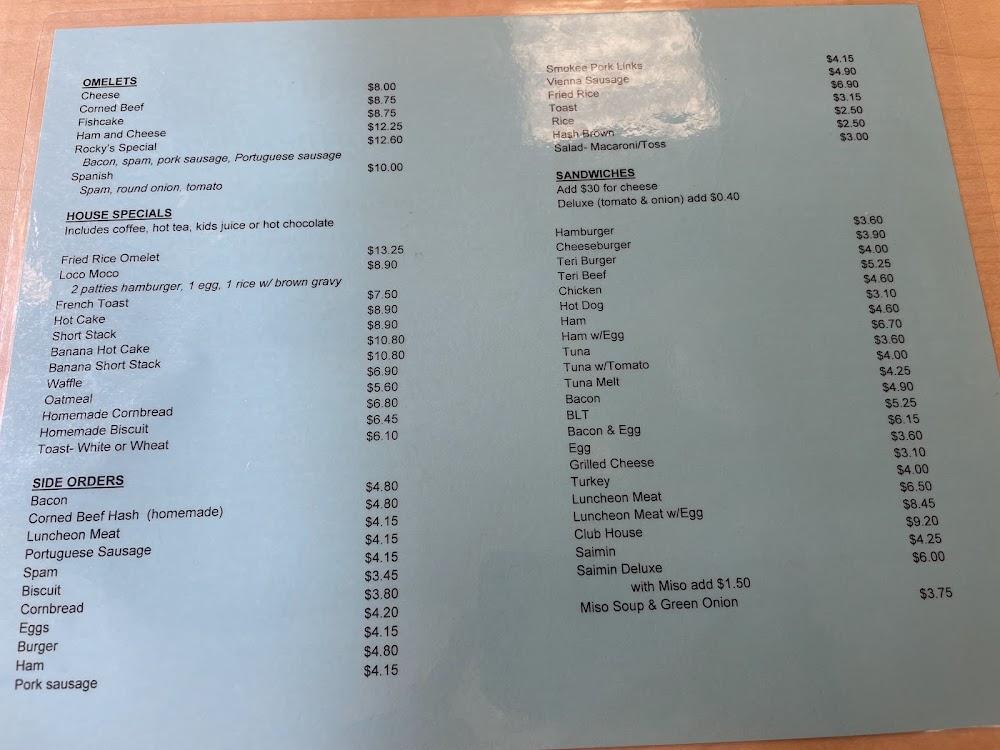 OMELETS
Cheese $8.00
Corned Beef $8.75
Fishcake $8.75
Ham and Cheese $12.25
Rocky's Special $12.60
Bacon, spam, pork sausage, Portuguese sausage
Spanish $10.00
Spam, round onion, tomato
HOUSE SPECIALS
Includes coffee, hot tea, kids juice or hot chocolate
Fried Rice Omelet $13.25
Loco Moco $8.90
2 patties hamburger, 1 egg, 1 rice w/ brown gravy
French Toast $7.50
Hot Cake $8.90
Short Stack $8.90
Banana Hot Cake $10.80
Banana Short Stack $10.80
Waffle $6.90
Oatmeal $5.60
Homemade Cornbread $6.80
Homemade Biscuit $6.45
Toast- White or Wheat $6.10
SIDE ORDERS
Bacon $4.80
Corned Beef Hash (homemade) $4.80
Luncheon Meat $4.15
Portuguese Sausage $4.15
Spam $4.15
Biscuit $3.45
Cornbread $3.80
Eggs $4.20
Burger $4.15
Ham $4.80
Pork sausage $4.15
Smokee Pork Links $4.15
Vienna Sausage $4.90
Fried Rice $6.90
Toast $3.15
Rice $2.50
Hash Brown $2.50
Salad- Macaroni/Toss $3.00
SANDWICHES
Add $30 for cheese
Deluxe (tomato & onion) add $0.40
Hamburger $3.60
Cheeseburger $3.90
Teri Burger $4.00
Teri Beef $5.25
Chicken $4.60
Hot Dog $3.10
Ham $4.60
Ham w/Egg $6.70
Tuna $3.60
Tuna w/Tomato $4.00
Tuna Melt $4.25
Bacon $4.90
BLT $5.25
Bacon & Egg $6.15
Egg $3.60
Grilled Cheese $3.10
Turkey $4.00
Luncheon Meat $6.50
Luncheon Meat w/Egg $8.45
Club House $9.20
Saimin $4.25
Saimin Deluxe $6.00
with Miso add $1.50
Miso Soup & Green Onion $3.75